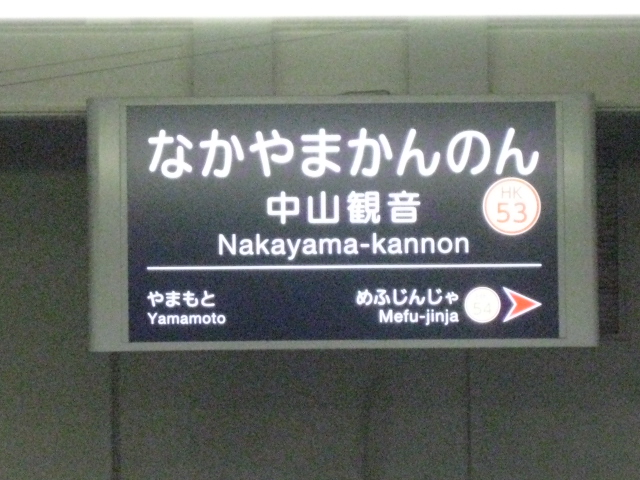 なかやまかんのん
中山観音
HK
53
Nakayama-kannon
やまもと
めふじんじゃ
Yamamoto
Mefu-jinja